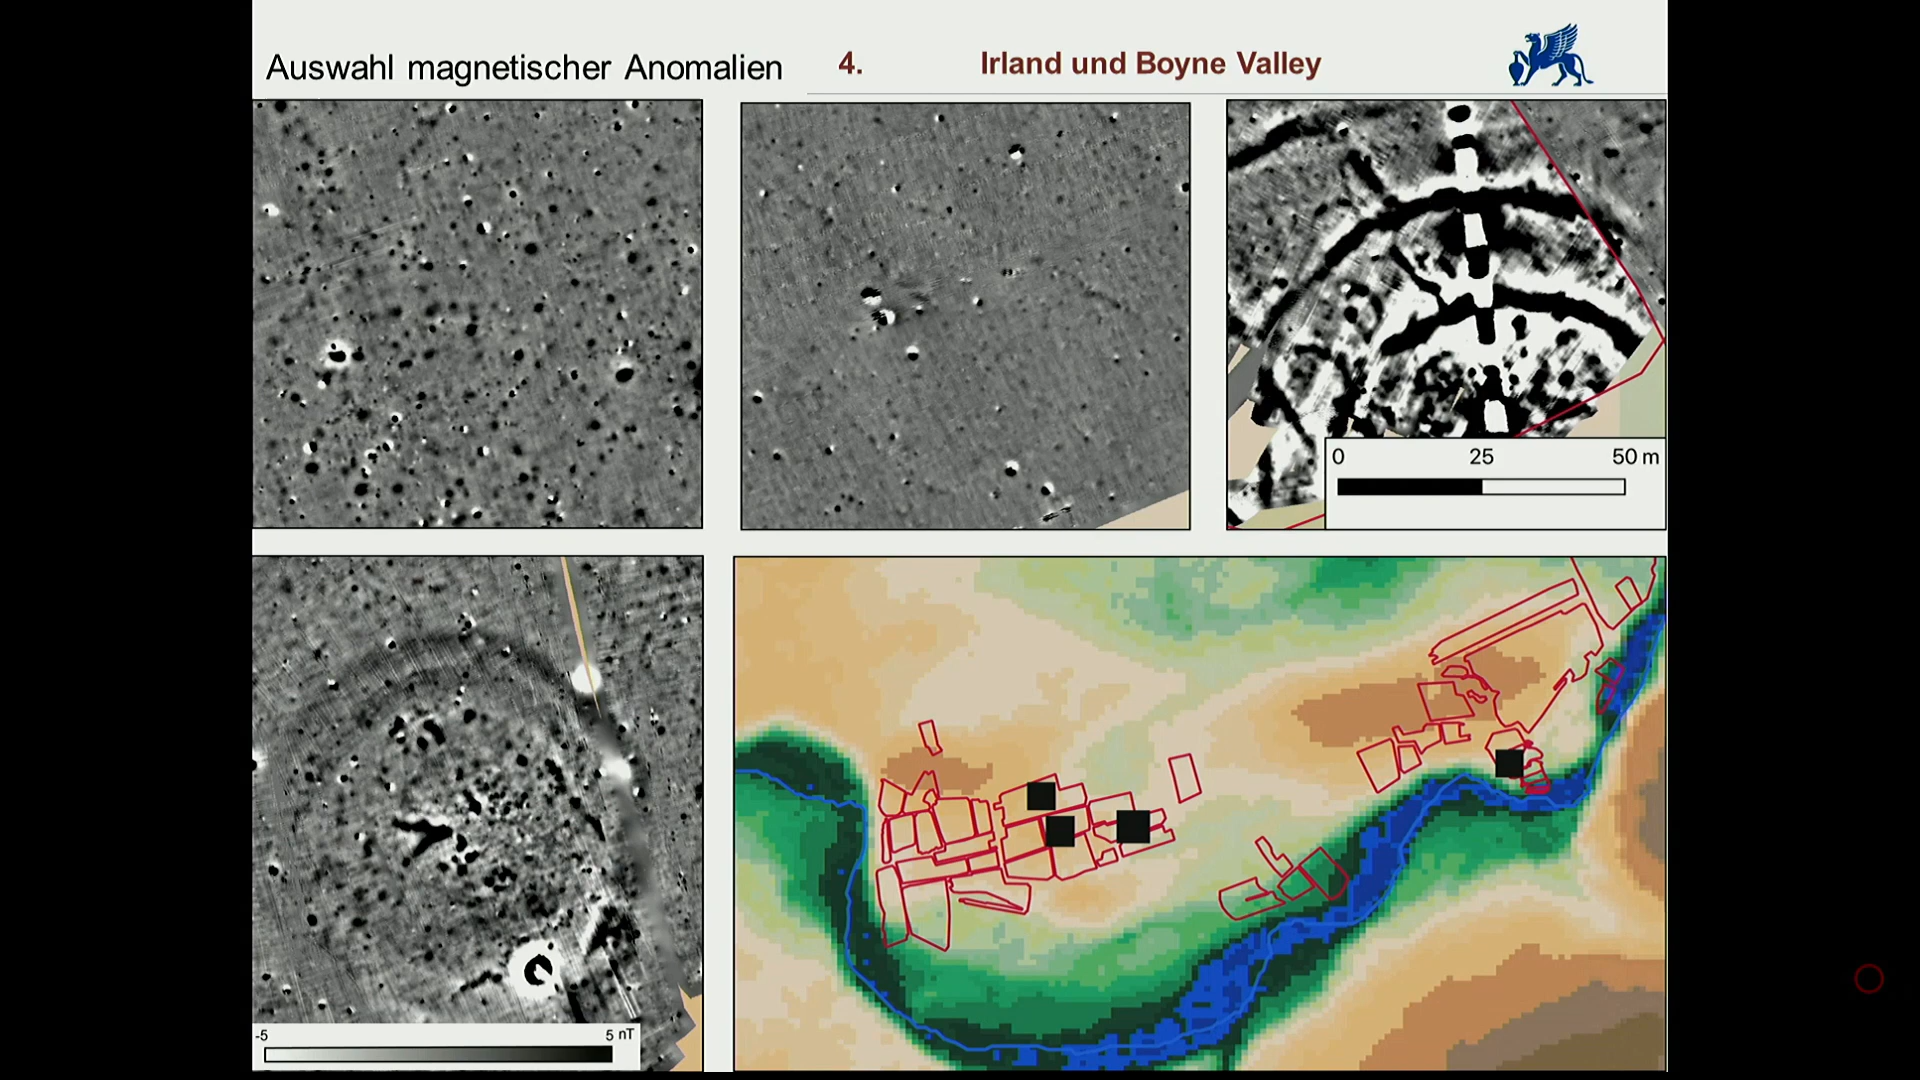 Auswahl magnetischer Anomalien
4. Irland und Boyne Valley
0 25 50 m
-5 5 nT